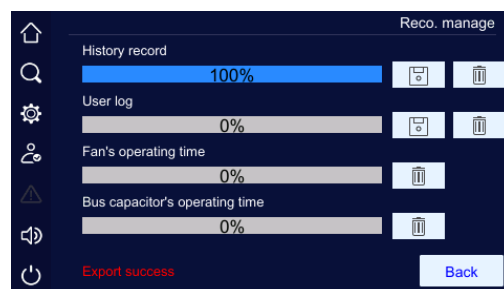 Reco. manage
History record
100%
User log
0%
Fan's operating time
0%
Bus capacitor's operating time
0%
Export success
Back